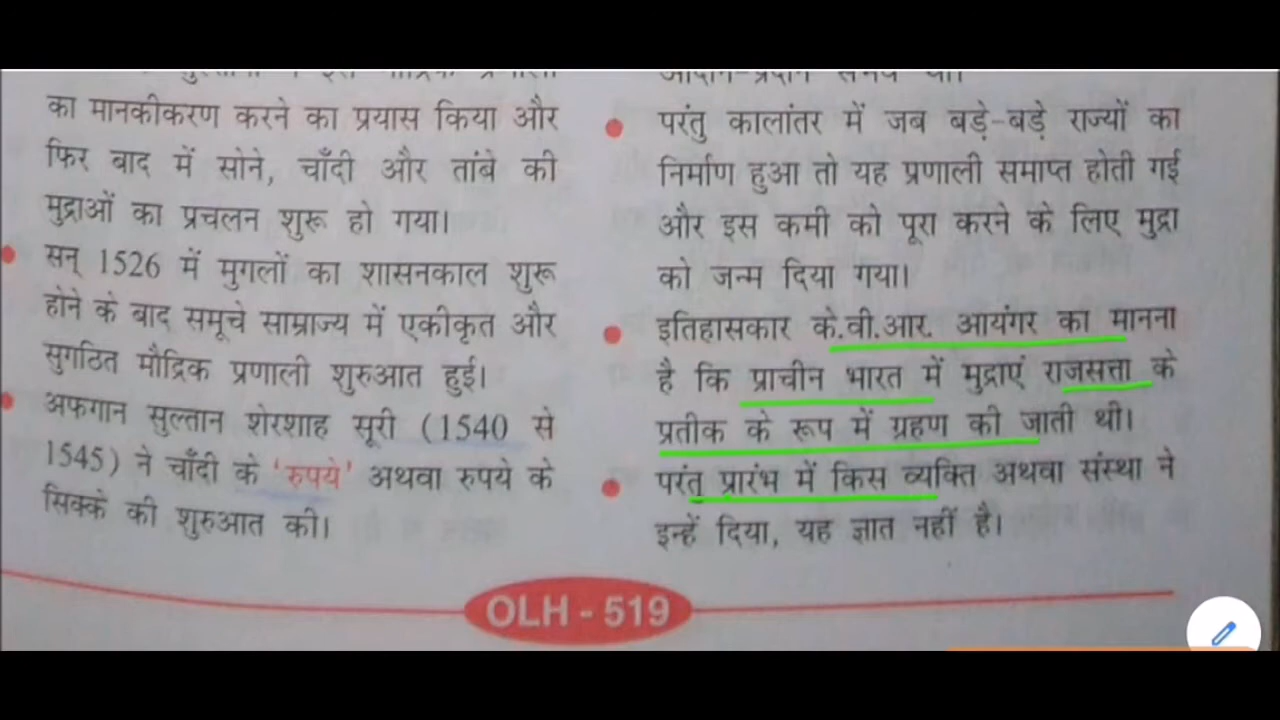 का मानकीकरण करने का प्रयास किया और
फिर बाद में सोने, चाँदी और तांबे की
मुद्राओं का प्रचलन शुरू हो गया।
सन् 1526 में मुगलों का शासनकाल शुरू
होने के बाद समूचे साम्राज्य में एकीकृत और
सुगठित मौद्रिक प्रणाली शुरुआत हुई।
अफगान सुल्तान शेरशाह सूरी (1540 से
1545) ने चाँदी के 'रुपये' अथवा रुपये के
सिक्के की शुरुआत की।
परंतु कालांतर में जब बड़े-बड़े राज्यों का
निर्माण हुआ तो यह प्रणाली समाप्त होती गई
और इस कमी को पूरा करने के लिए मुद्रा
को जन्म दिया गया।
इतिहासकार के.वी.आर. आयंगर का मानना
है कि प्राचीन भारत में मुद्राएं राजसत्ता के
प्रतीक के रूप में ग्रहण की जाती थी।
परंतु प्रारंभ में किस व्यक्ति अथवा संस्था ने
इन्हें दिया, यह ज्ञात नहीं है।
OLH - 519